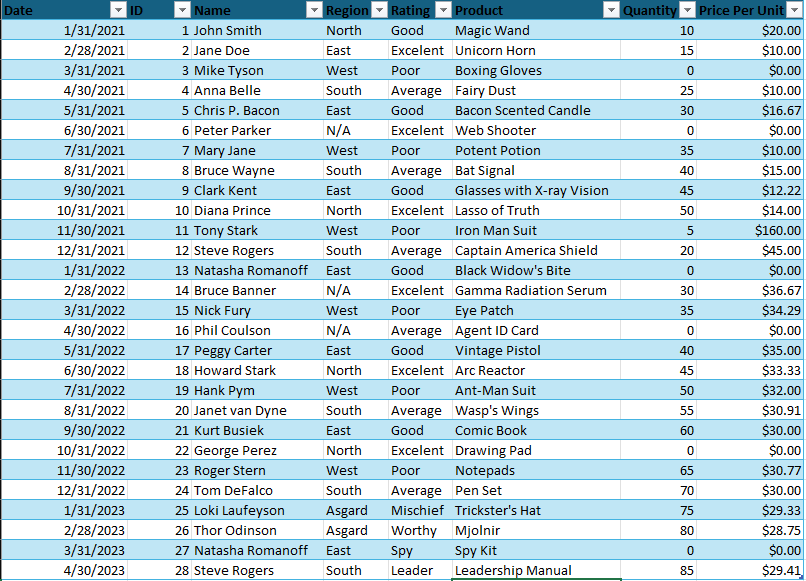 Date ID Name Region Rating Product Quantity Price Per Unit
1/31/2021 1 John Smith North Good Magic Wand 10 $20.00
2/28/2021 2 Jane Doe East Excelent Unicorn Horn 15 $10.00
3/31/2021 3 Mike Tyson West Poor Boxing Gloves 0 $0.00
4/30/2021 4 Anna Belle South Average Fairy Dust 25 $10.00
5/31/2021 5 Chris P. Bacon East Good Bacon Scented Candle 30 $16.67
6/30/2021 6 Peter Parker N/A Excelent Web Shooter 0 $0.00
7/31/2021 7 Mary Jane West Poor Potent Potion 35 $10.00
8/31/2021 8 Bruce Wayne South Average Bat Signal 40 $15.00
9/30/2021 9 Clark Kent East Good Glasses with X-ray Vision 45 $12.22
10/31/2021 10 Diana Prince North Excelent Lasso of Truth 50 $14.00
11/30/2021 11 Tony Stark West Poor Iron Man Suit 5 $160.00
12/31/2021 12 Steve Rogers South Average Captain America Shield 20 $45.00
1/31/2022 13 Natasha Romanoff East Good Black Widow's Bite 0 $0.00
2/28/2022 14 Bruce Banner N/A Excelent Gamma Radiation Serum 30 $36.67
3/31/2022 15 Nick Fury West Poor Eye Patch 35 $34.29
4/30/2022 16 Phil Coulson N/A Average Agent ID Card 0 $0.00
5/31/2022 17 Peggy Carter East Good Vintage Pistol 40 $35.00
6/30/2022 18 Howard Stark North Excelent Arc Reactor 45 $33.33
7/31/2022 19 Hank Pym West Poor Ant-Man Suit 50 $32.00
8/31/2022 20 Janet van Dyne South Average Wasp's Wings 55 $30.91
9/30/2022 21 Kurt Busiek East Good Comic Book 60 $30.00
10/31/2022 22 George Perez North Excelent Drawing Pad 0 $0.00
11/30/2022 23 Roger Stern West Poor Notepads 65 $30.77
12/31/2022 24 Tom DeFalco South Average Pen Set 70 $30.00
1/31/2023 25 Loki Laufeyson Asgard Mischief Trickster's Hat 75 $29.33
2/28/2023 26 Thor Odinson Asgard Worthy Mjolnir 80 $28.75
3/31/2023 27 Natasha Romanoff East Spy Spy Kit 0 $0.00
4/30/2023 28 Steve Rogers South Leader Leadership Manual 85 $29.41